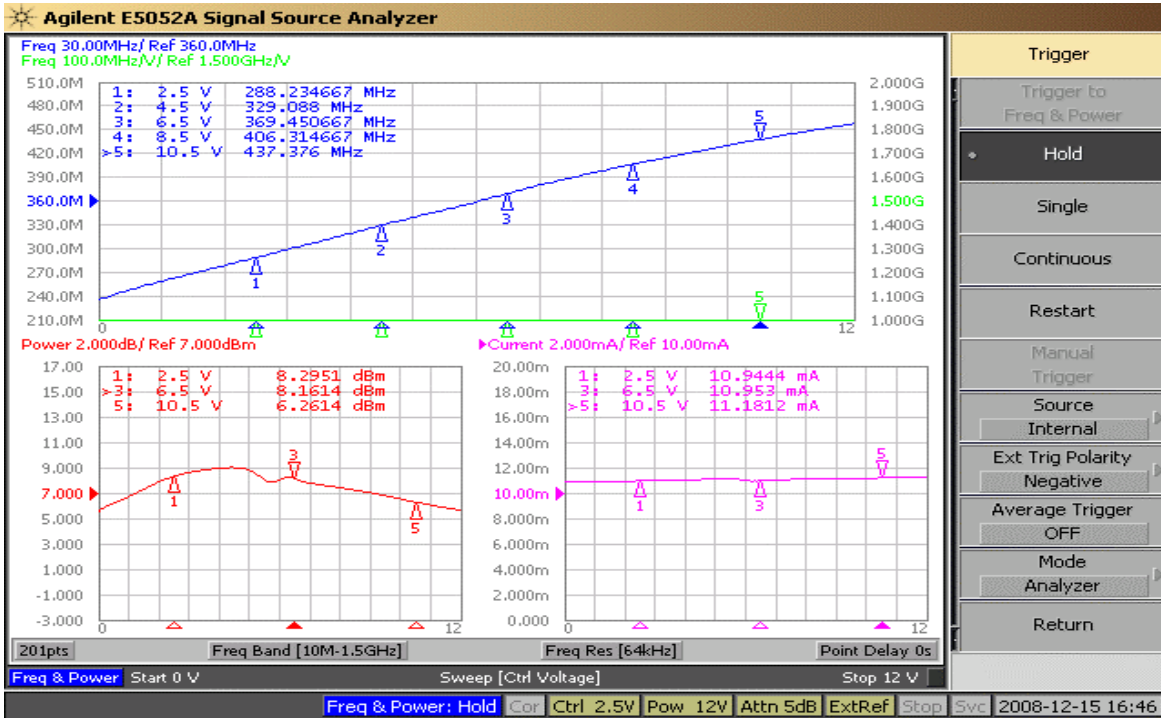 Agilent E5052A Signal Source Analyzer
Freq 30.00MHz/ Ref 360.0MHz
Freq 100.0MHz/V/ Ref 1.500GHz/V
510.0M
480.0M
450.0M
420.0M
390.0M
360.0M
330.0M
300.0M
270.0M
240.0M
210.0M
1: 2.5 V 288.234667 MHz
2: 4.5 V 329.088 MHz
3: 6.5 V 369.450667 MHz
4: 8.5 V 406.314667 MHz
>5: 10.5 V 437.376 MHz
1
2
3
4
5
5
0
12
2.000G
1.900G
1.800G
1.700G
1.600G
1.500G
1.400G
1.300G
1.200G
1.100G
1.000G
Power 2.000dB/ Ref 7.000dBm
17.00
15.00
13.00
11.00
9.000
7.000
5.000
3.000
1.000
-1.000
-3.000
1: 2.5 V 8.2951 dBm
>3: 6.5 V 8.1614 dBm
5: 10.5 V 6.2614 dBm
1
3
5
0
12
Current 2.000mA/ Ref 10.00mA
20.00m
18.00m
16.00m
14.00m
12.00m
10.00m
8.000m
6.000m
4.000m
2.000m
0.000
1: 2.5 V 10.9444 mA
3: 6.5 V 10.953 mA
>5: 10.5 V 11.1812 mA
1
3
5
0
12
201pts
Freq Band [10M-1.5GHz]
Freq Res [64kHz]
Point Delay 0s
Freq & Power Start 0 V
Sweep [Ctrl Voltage]
Stop 12 V
Trigger
Trigger to
Freq & Power
Hold
Single
Continuous
Restart
Manual
Trigger
Source
Internal
Ext Trig Polarity
Negative
Average Trigger
OFF
Mode
Analyzer
Return
Freq & Power: Hold Cor Ctrl 2.5V Pow 12V Attn 5dB ExtRef Stop Svc 2008-12-15 16:46